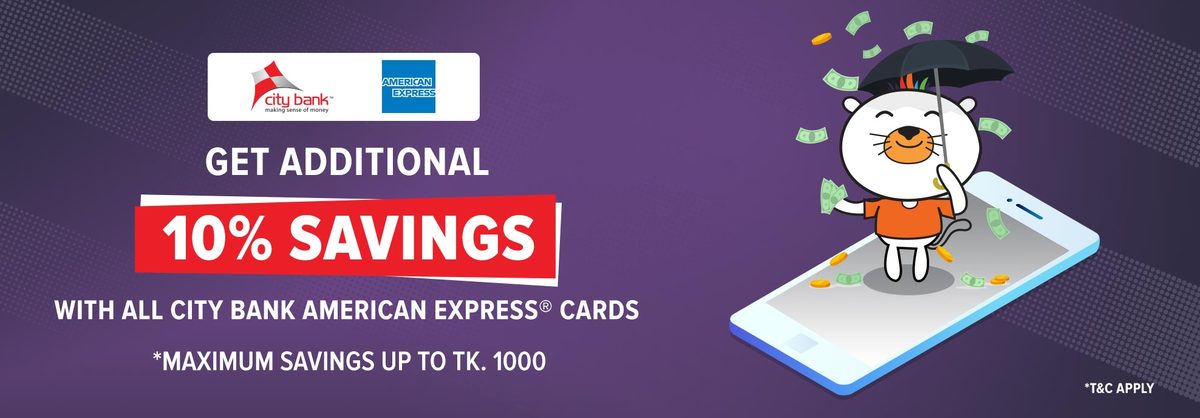 city bank™
making sense of money
AMERICAN
EXPRESS
GET ADDITIONAL
10% SAVINGS
WITH ALL CITY BANK AMERICAN EXPRESS® CARDS
*MAXIMUM SAVINGS UP TO TK. 1000
*T&C APPLY